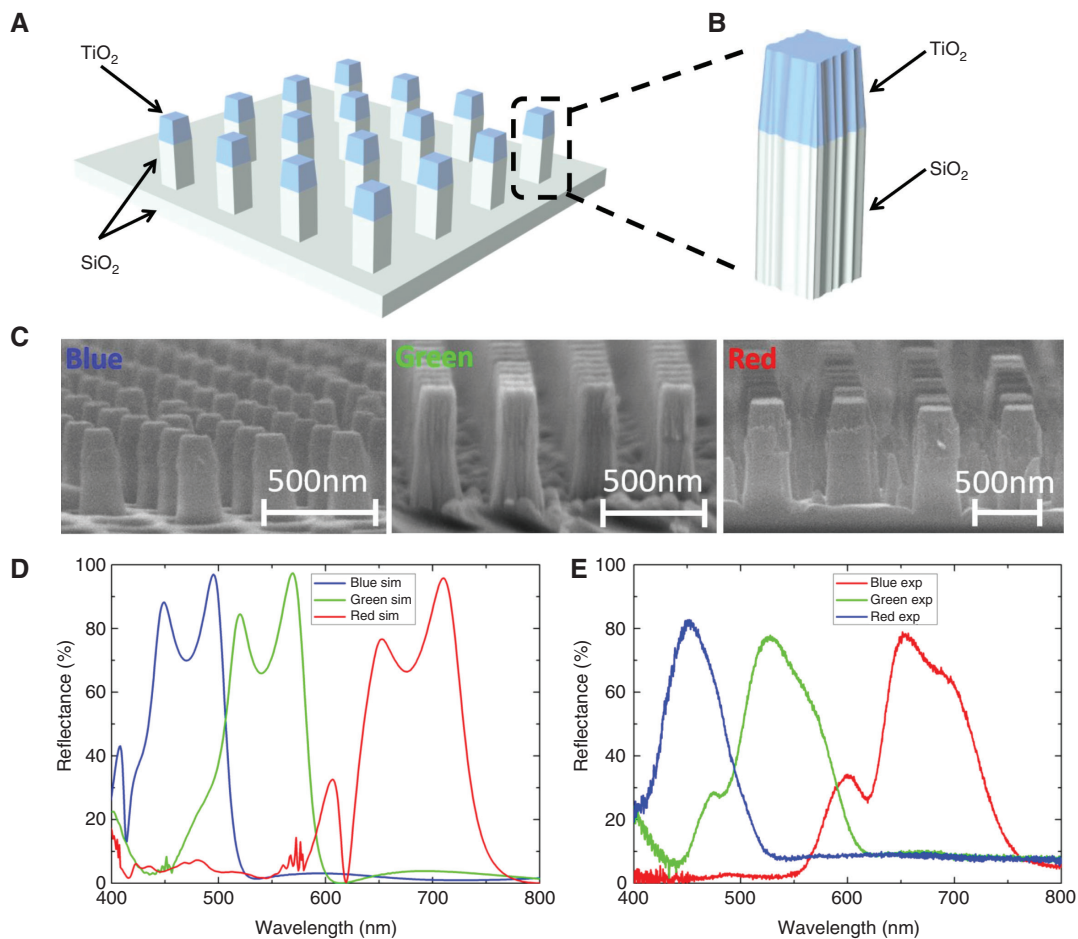 A
TiO₂
SiO₂
B
TiO₂
SiO₂
C
Blue
500nm
Green
500nm
Red
500nm
D
100
80
60
40
20
0
Reflectance (%)
Blue sim
Green sim
Red sim
400
500
600
700
800
Wavelength (nm)
E
100
80
60
40
20
0
Reflectance (%)
Blue exp
Green exp
Red exp
400
500
600
700
800
Wavelength (nm)